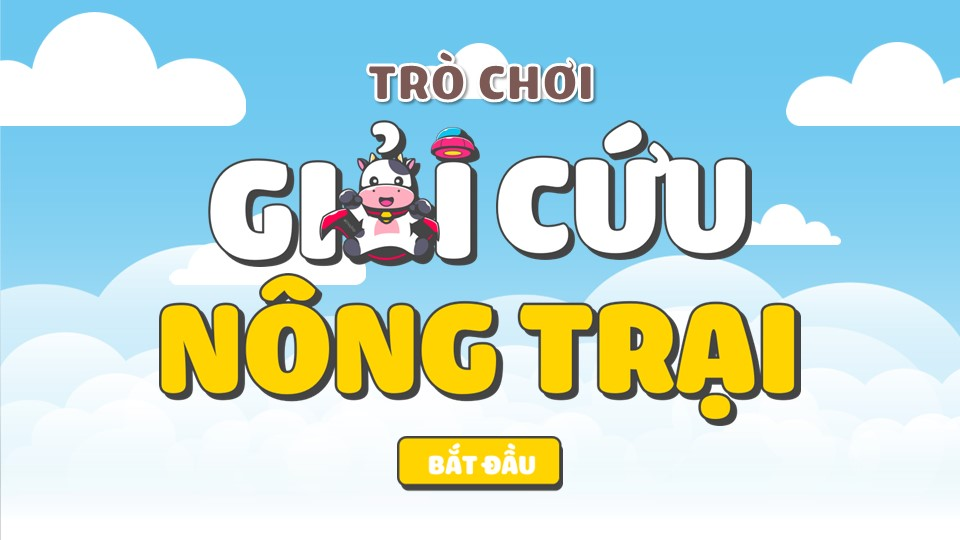 TRÒ CHƠI
GIẢI CỨU
NÔNG TRẠI
BẮT ĐẦU